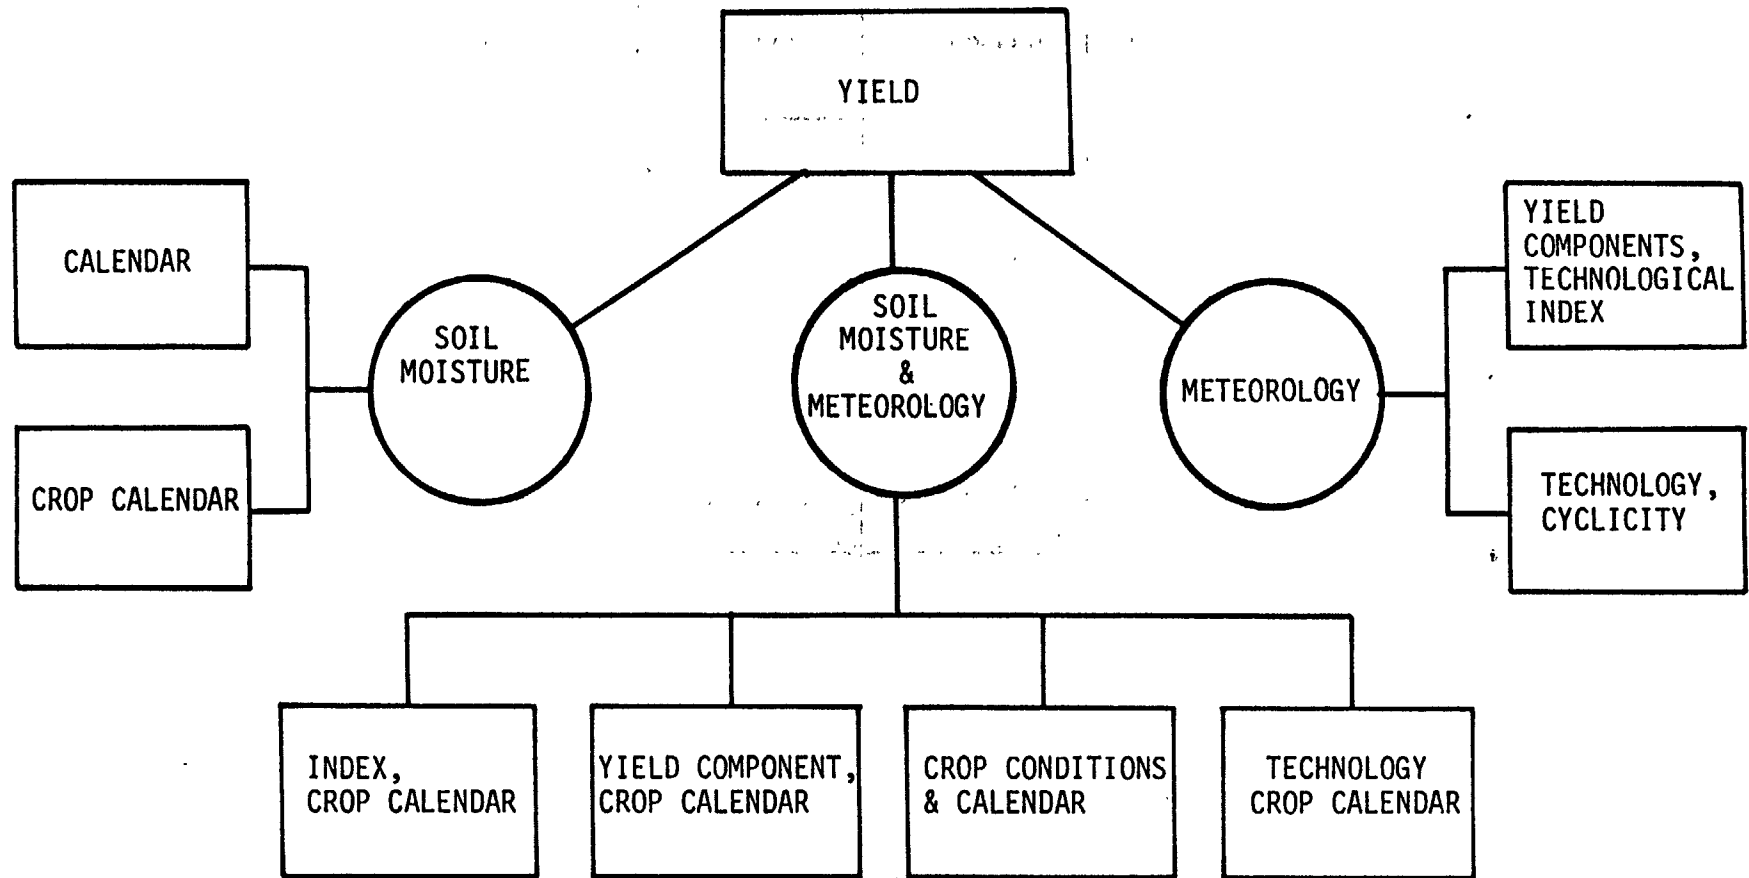 YIELD
CALENDAR
CROP CALENDAR
SOIL
MOISTURE
SOIL
MOISTURE
&
METEOROLOGY
METEOROLOGY
YIELD
COMPONENTS,
TECHNOLOGICAL
INDEX
TECHNOLOGY,
CYCLICITY
INDEX,
CROP CALENDAR
YIELD COMPONENT,
CROP CALENDAR
CROP CONDITIONS
& CALENDAR
TECHNOLOGY
CROP CALENDAR